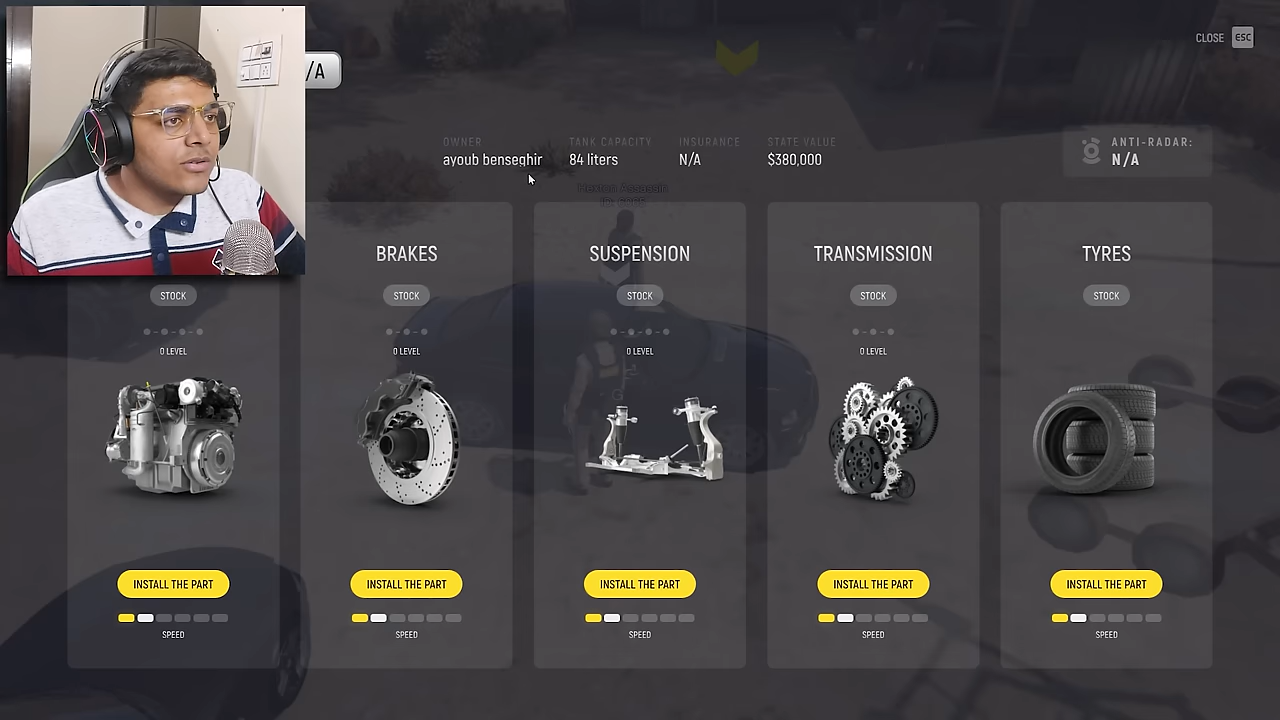 /A
CLOSE ESC
OWNER TANK CAPACITY INSURANCE STATE VALUE
ayoub benseghir 84 liters N/A $380,000
ANTI-RADAR:
N/A
BRAKES SUSPENSION TRANSMISSION TYRES
STOCK STOCK STOCK STOCK STOCK
0 LEVEL 0 LEVEL 0 LEVEL 0 LEVEL
INSTALL THE PART INSTALL THE PART INSTALL THE PART INSTALL THE PART INSTALL THE PART
SPEED SPEED SPEED SPEED SPEED